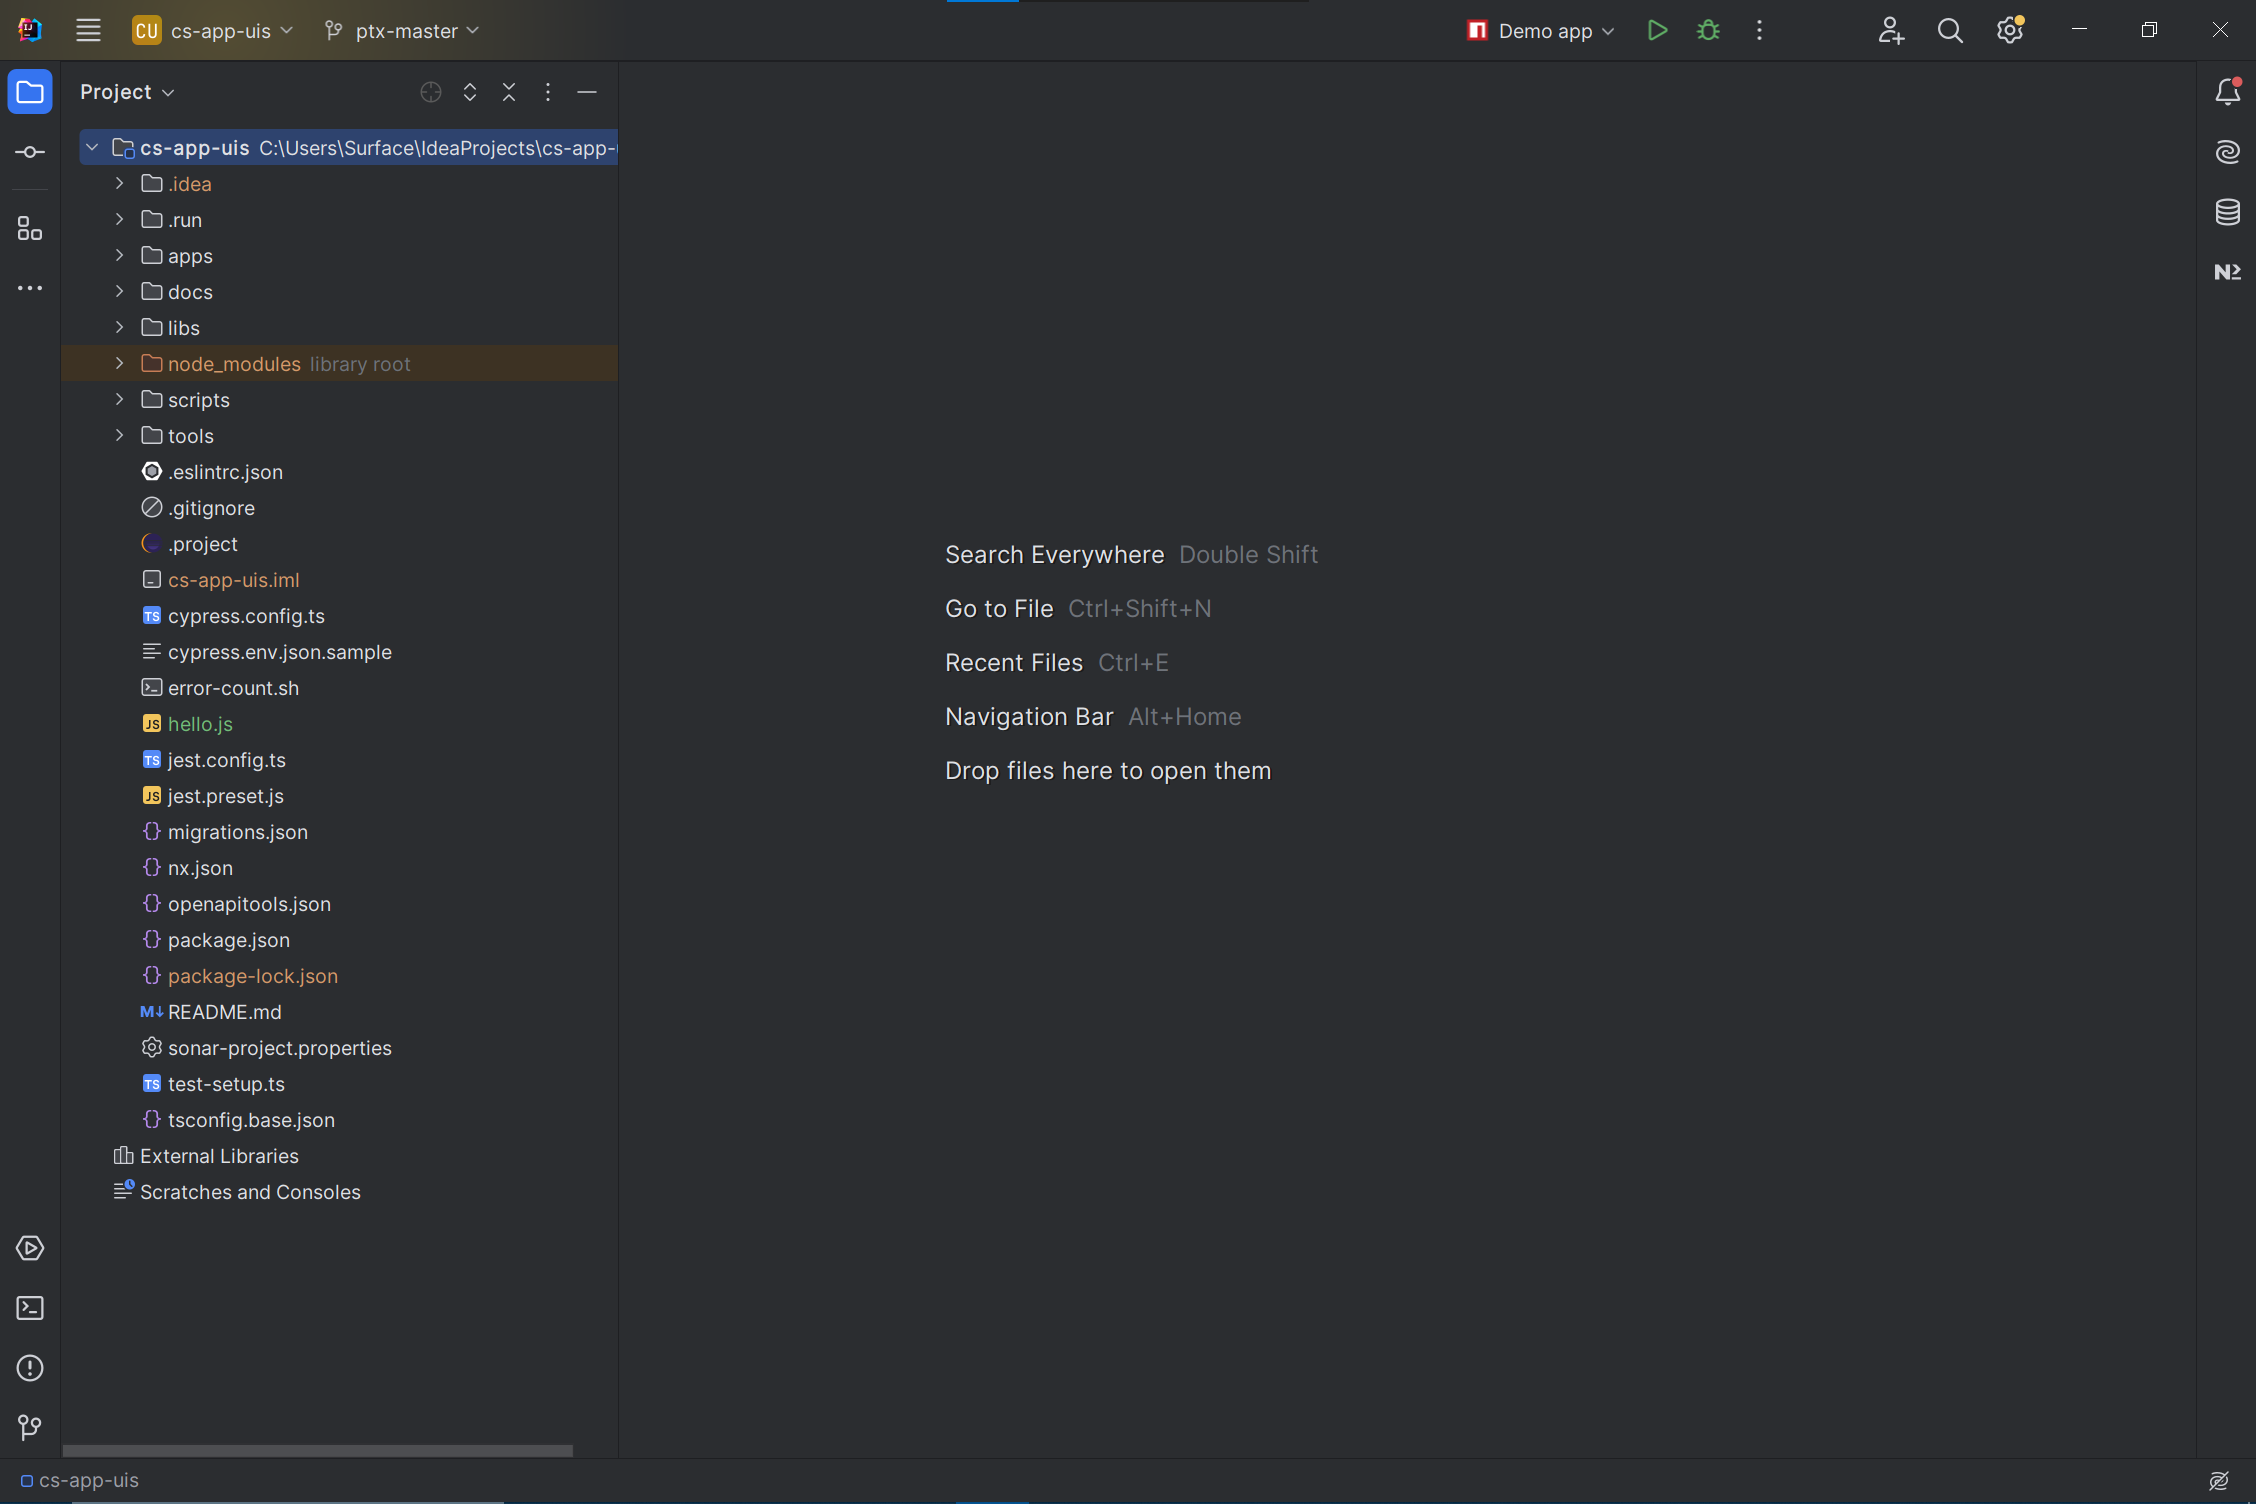 CU cs-app-uis ptx-master Demo app
Project
cs-app-uis C:\Users\Surface\IdeaProjects\cs-app-
.idea
.run
apps
docs
libs
node_modules library root
scripts
tools
.eslintrc.json
.gitignore
.project
cs-app-uis.iml
TS cypress.config.ts
cypress.env.json.sample
error-count.sh
JS hello.js
TS jest.config.ts
JS jest.preset.js
{} migrations.json
{} nx.json
{} openapitools.json
{} package.json
{} package-lock.json
M↓ README.md
sonar-project.properties
TS test-setup.ts
{} tsconfig.base.json
External Libraries
Scratches and Consoles
Search Everywhere Double Shift
Go to File Ctrl+Shift+N
Recent Files Ctrl+E
Navigation Bar Alt+Home
Drop files here to open them
cs-app-uis